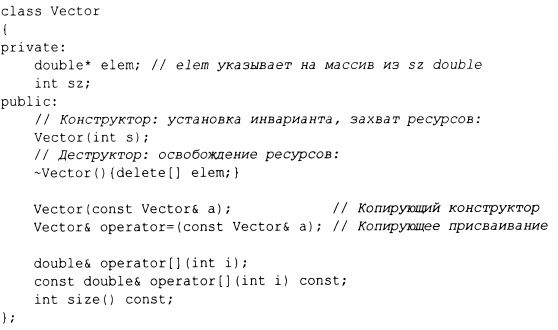 class Vector
{
private:
    double* elem; // elem указывает на массив из sz double
    int sz;
public:
    // Конструктор: установка инварианта, захват ресурсов:
    Vector(int s);
    // Деструктор: освобождение ресурсов:
    ~Vector(){delete[] elem;}

    Vector(const Vector& a);            // Копирующий конструктор
    Vector& operator=(const Vector& a); // Копирующее присваивание

    double& operator[](int i);
    const double& operator[](int i) const;
    int size() const;
};